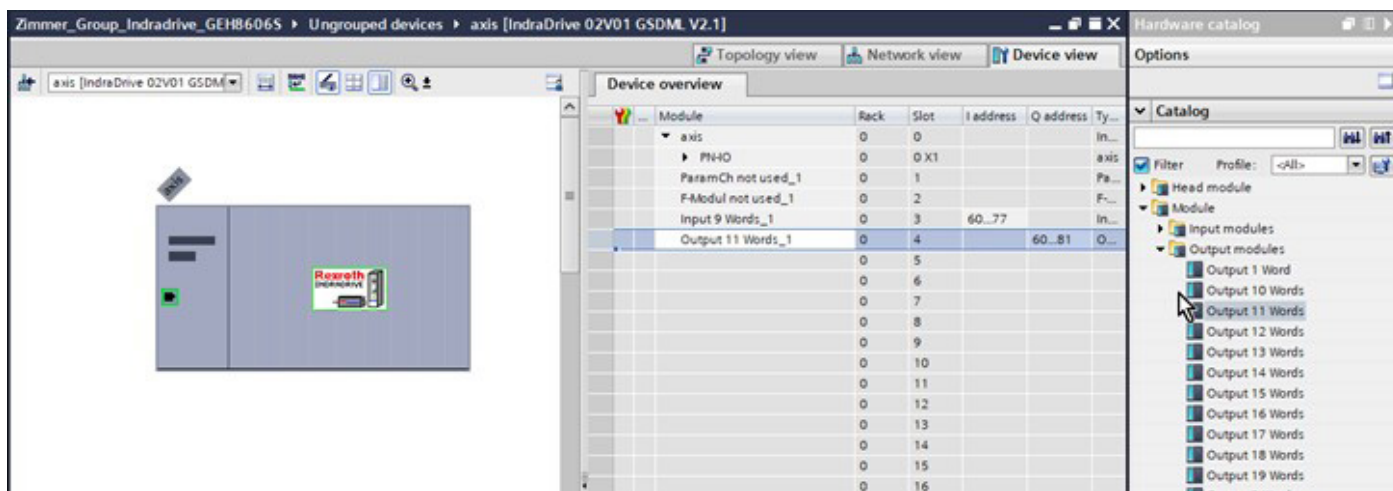 Zimmer_Group_Indradrive_GEH8606S ▸ Ungrouped devices ▸ axis [IndraDrive 02V01 GSDML V2.1]
Hardware catalog
Topology view
Network view
Device view
Options
axis [IndraDrive 02V01 GSDM
Device overview
Catalog
... Module Rack Slot I address Q address Ty...
axis 0 0 In...
PN-IO 0 0 X1 axis
ParamCh not used_1 0 1 Pa...
F-Modul not used_1 0 2 F-...
Input 9 Words_1 0 3 60...77 In...
Output 11 Words_1 0 4 60...81 O...
0 5
0 6
0 7
0 8
0 9
0 10
0 11
0 12
0 13
0 14
0 15
0 16
axis
Rexroth
INDRADRIVE
Filter Profile: <All>
Head module
Module
Input modules
Output modules
Output 1 Word
Output 10 Words
Output 11 Words
Output 12 Words
Output 13 Words
Output 14 Words
Output 15 Words
Output 16 Words
Output 17 Words
Output 18 Words
Output 19 Words